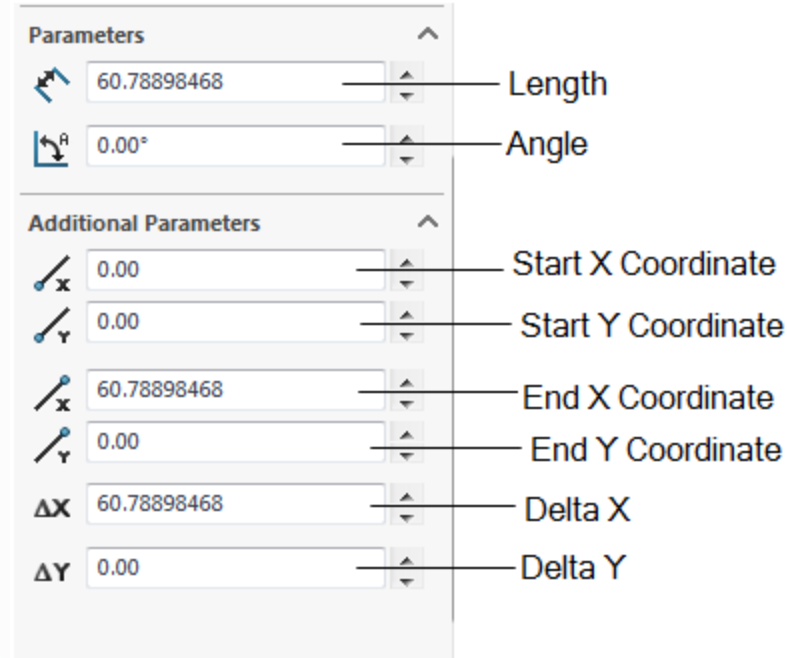 Parameters
60.78898468 Length
A 0.00° Angle
Additional Parameters
X 0.00 Start X Coordinate
Y 0.00 Start Y Coordinate
X 60.78898468 End X Coordinate
Y 0.00 End Y Coordinate
ΔX 60.78898468 Delta X
ΔY 0.00 Delta Y